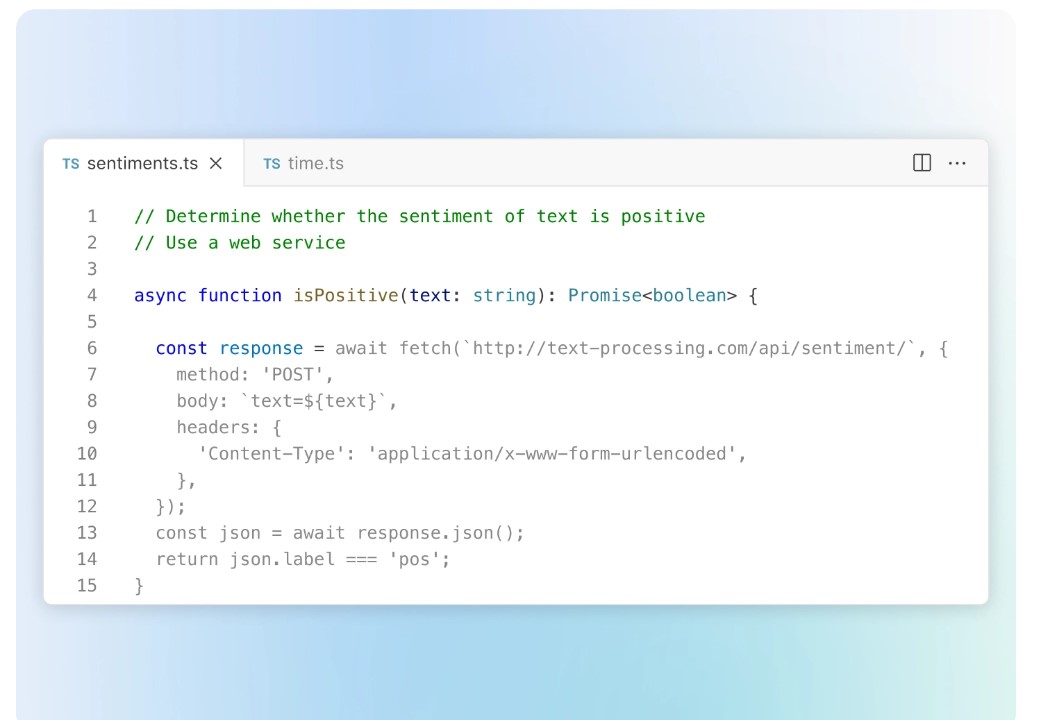 TS sentiments.ts × TS time.ts ...
1 // Determine whether the sentiment of text is positive
2 // Use a web service
3
4 async function isPositive(text: string): Promise<boolean> {
5
6   const response = await fetch(`http://text-processing.com/api/sentiment/`, {
7     method: 'POST',
8     body: `text=${text}`,
9     headers: {
10       'Content-Type': 'application/x-www-form-urlencoded',
11     },
12   });
13   const json = await response.json();
14   return json.label === 'pos';
15 }